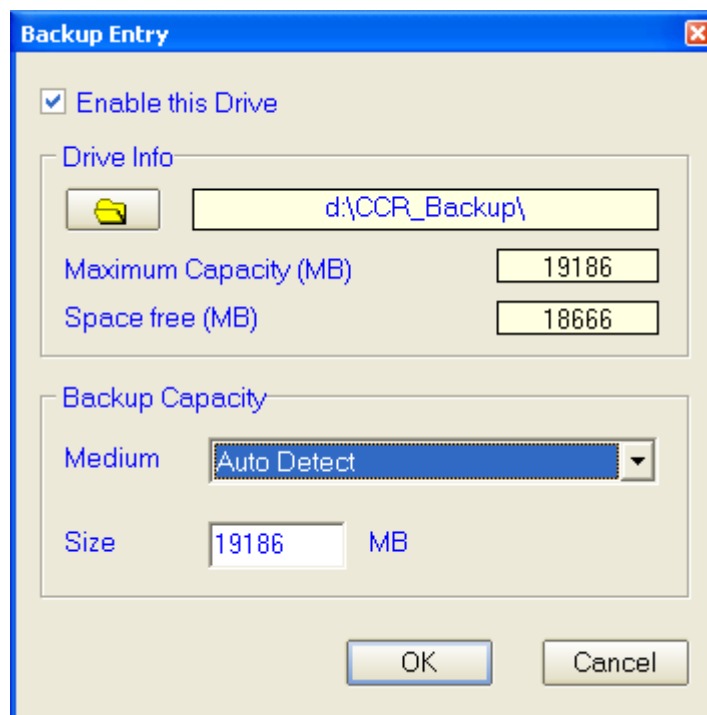 Backup Entry
Enable this Drive
Drive Info
d:\CCR_Backup\
Maximum Capacity (MB) 19186
Space free (MB) 18666
Backup Capacity
Medium Auto Detect
Size 19186 MB
OK Cancel